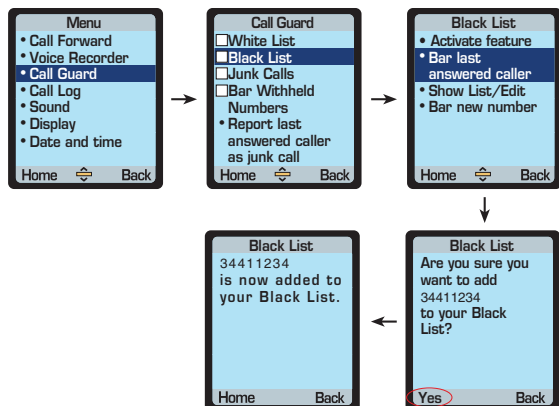 Menu
• Call Forward
• Voice Recorder
• Call Guard
• Call Log
• Sound
• Display
• Date and time
Home Back
Call Guard
White List
Black List
Junk Calls
Bar Withheld
Numbers
• Report last
answered caller
as junk call
Home Back
Black List
• Activate feature
• Bar last
answered caller
• Show List/Edit
• Bar new number
Home Back
Black List
Are you sure you
want to add
34411234
to your Black
List?
Yes Back
Black List
34411234
is now added to
your Black List.
Home Back